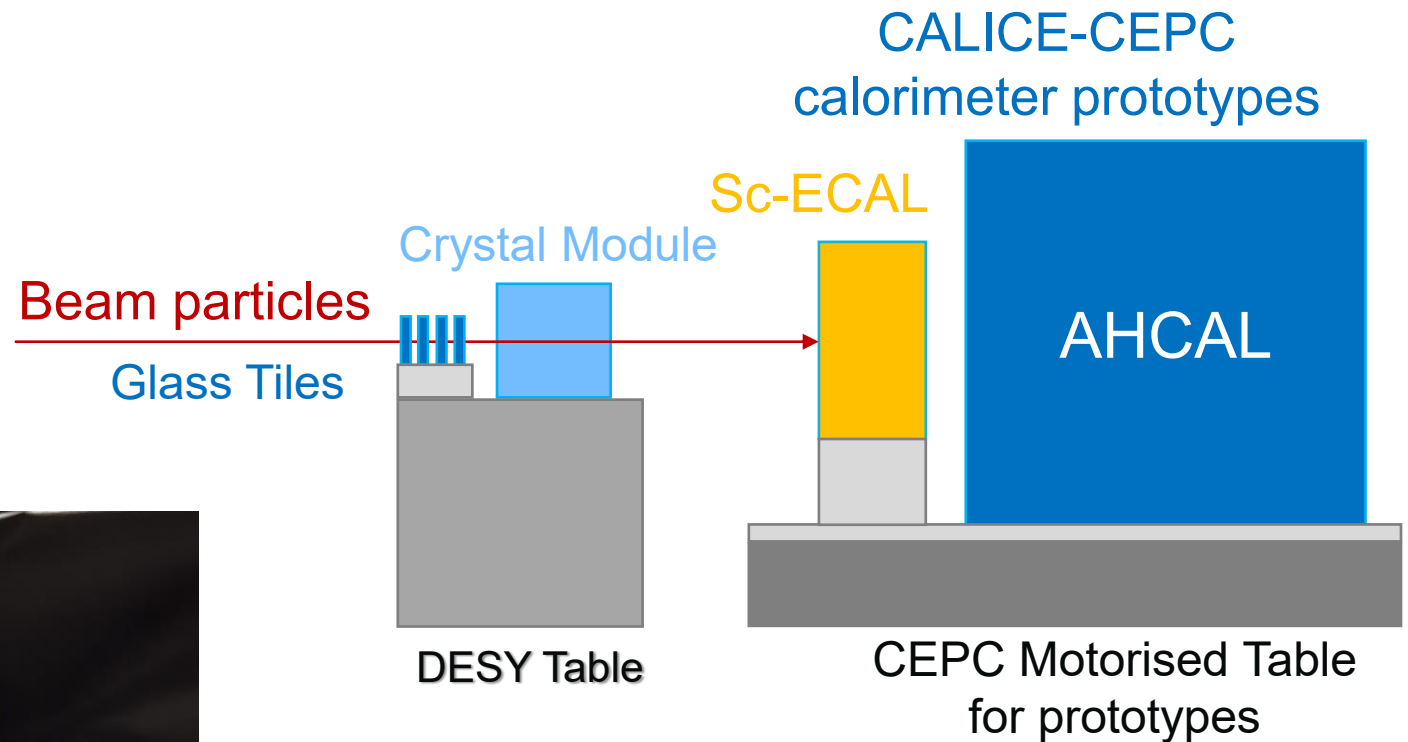 CALICE-CEPC
calorimeter prototypes
Sc-ECAL
Crystal Module
Beam particles
Glass Tiles
AHCAL
DESY Table
CEPC Motorised Table
for prototypes